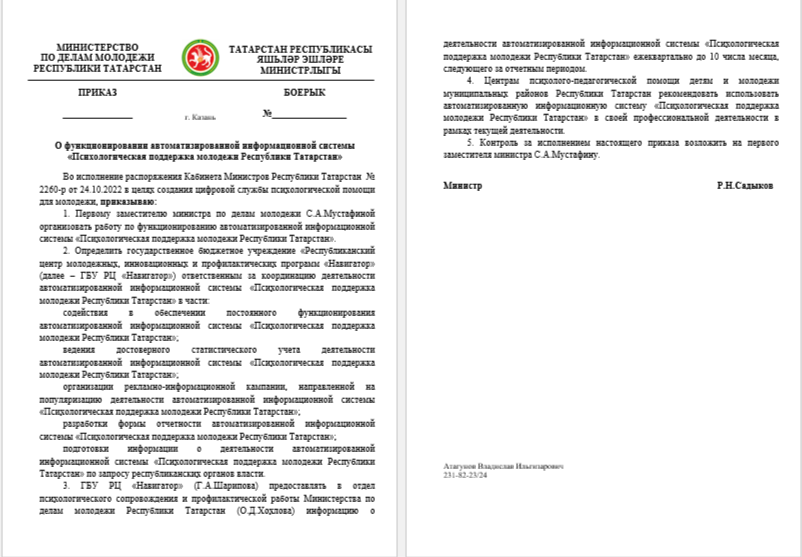 МИНИСТЕРСТВО
ПО ДЕЛАМ МОЛОДЕЖИ
РЕСПУБЛИКИ ТАТАРСТАН
ТАТАРСТАН РЕСПУБЛИКАСЫ
ЯШЬЛӘР ЭШЛӘРЕ
МИНИСТРЛЫГЫ
ПРИКАЗ
БОЕРЫК
г. Казань
№
О функционировании автоматизированной информационной системы
«Психологическая поддержка молодежи Республики Татарстан»
Во исполнение распоряжения Кабинета Министров Республики Татарстан №
2260-р от 24.10.2022 в целях создания цифровой службы психологической помощи
для молодежи, приказываю:
1. Первому заместителю министра по делам молодежи С.А.Мустафиной
организовать работу по функционированию автоматизированной информационной
системы «Психологическая поддержка молодежи Республики Татарстан».
2. Определить государственное бюджетное учреждение «Республиканский
центр молодежных, инновационных и профилактических программ «Навигатор»
(далее – ГБУ РЦ «Навигатор») ответственным за координацию деятельности
автоматизированной информационной системы «Психологическая поддержка
молодежи Республики Татарстан» в части:
содействия в обеспечении постоянного функционирования
автоматизированной информационной системы «Психологическая поддержка
молодежи Республики Татарстан»;
ведения достоверного статистического учета деятельности
автоматизированной информационной системы «Психологическая поддержка
молодежи Республики Татарстан»;
организации рекламно-информационной кампании, направленной на
популяризацию деятельности автоматизированной информационной системы
«Психологическая поддержка молодежи Республики Татарстан»;
разработки формы отчетности автоматизированной информационной
системы «Психологическая поддержка молодежи Республики Татарстан»;
подготовки информации о деятельности автоматизированной
информационной системы «Психологическая поддержка молодежи Республики
Татарстан» по запросу республиканских органов власти.
3. ГБУ РЦ «Навигатор» (Г.А.Шарипова) предоставлять в отдел
психологического сопровождения и профилактической работы Министерства по
делам молодежи Республики Татарстан (О.Д.Хохлова) информацию о
деятельности автоматизированной информационной системы «Психологическая
поддержка молодежи Республики Татарстан» ежеквартально до 10 числа месяца,
следующего за отчетным периодом.
4. Центрам психолого-педагогической помощи детям и молодежи
муниципальных районов Республики Татарстан рекомендовать использовать
автоматизированную информационную систему «Психологическая поддержка
молодежи Республики Татарстан» в своей профессиональной деятельности в
рамках текущей деятельности.
5. Контроль за исполнением настоящего приказа возложить на первого
заместителя министра С.А.Мустафину.
Министр Р.Н.Садыков
Атагунов Владислав Ильгизарович
231-82-23/24